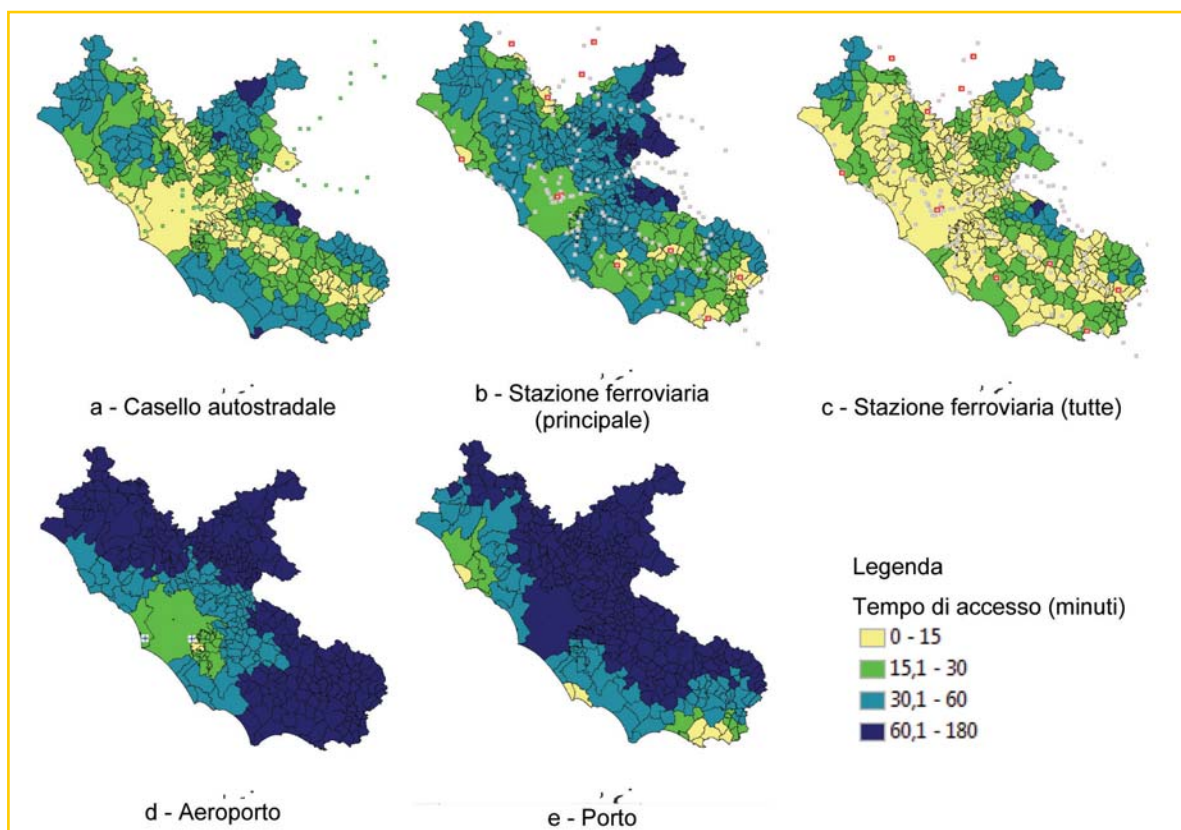 a - Casello autostradale
b - Stazione ferroviaria
(principale)
c - Stazione ferroviaria (tutte)
d - Aeroporto
e - Porto
Legenda
Tempo di accesso (minuti)
0 - 15
15,1 - 30
30,1 - 60
60,1 - 180